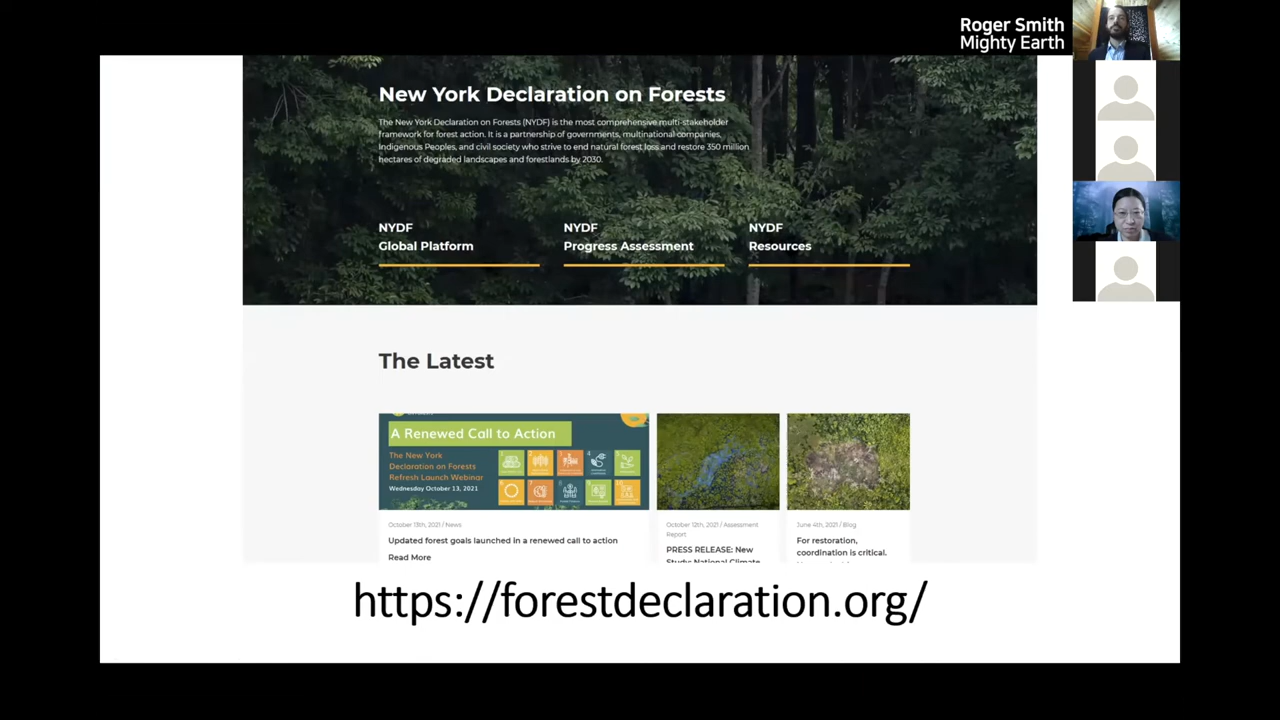 Roger Smith
Mighty Earth
New York Declaration on Forests
The New York Declaration on Forests (NYDF) is the most comprehensive multi-stakeholder
framework for forest action. It is a partnership of governments, multinational companies,
Indigenous Peoples, and civil society who strive to end natural forest loss and restore 350 million
hectares of degraded landscapes and forestlands by 2030.
NYDF
Global Platform
NYDF
Progress Assessment
NYDF
Resources
The Latest
A Renewed Call to Action
The New York
Declaration on Forests
Refresh Launch Webinar
Wednesday October 13, 2021
October 13th, 2021 / News
Updated forest goals launched in a renewed call to action
Read More
October 12th, 2021 / Assessment
Report
PRESS RELEASE: New
Study: National Climate
June 4th, 2021 / Blog
For restoration,
coordination is critical.
https://forestdeclaration.org/